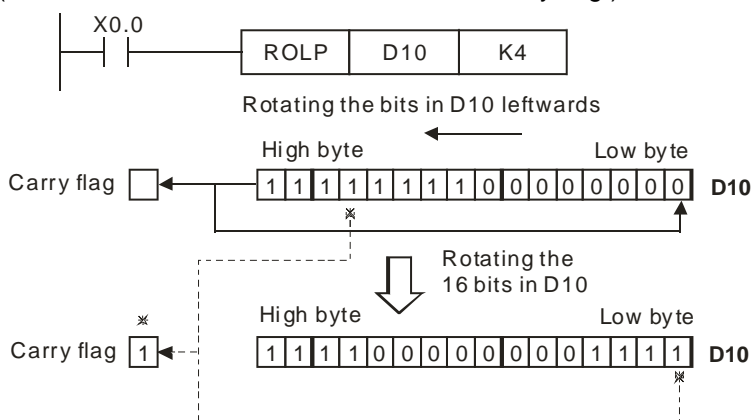 X0.0
ROLP D10 K4
Rotating the bits in D10 leftwards
High byte Low byte
Carry flag 1 1 1 1 1 1 1 1 0 0 0 0 0 0 0 0 D10
Rotating the
16 bits in D10
High byte Low byte
Carry flag 1 1 1 1 1 0 0 0 0 0 0 0 0 1 1 1 1 D10